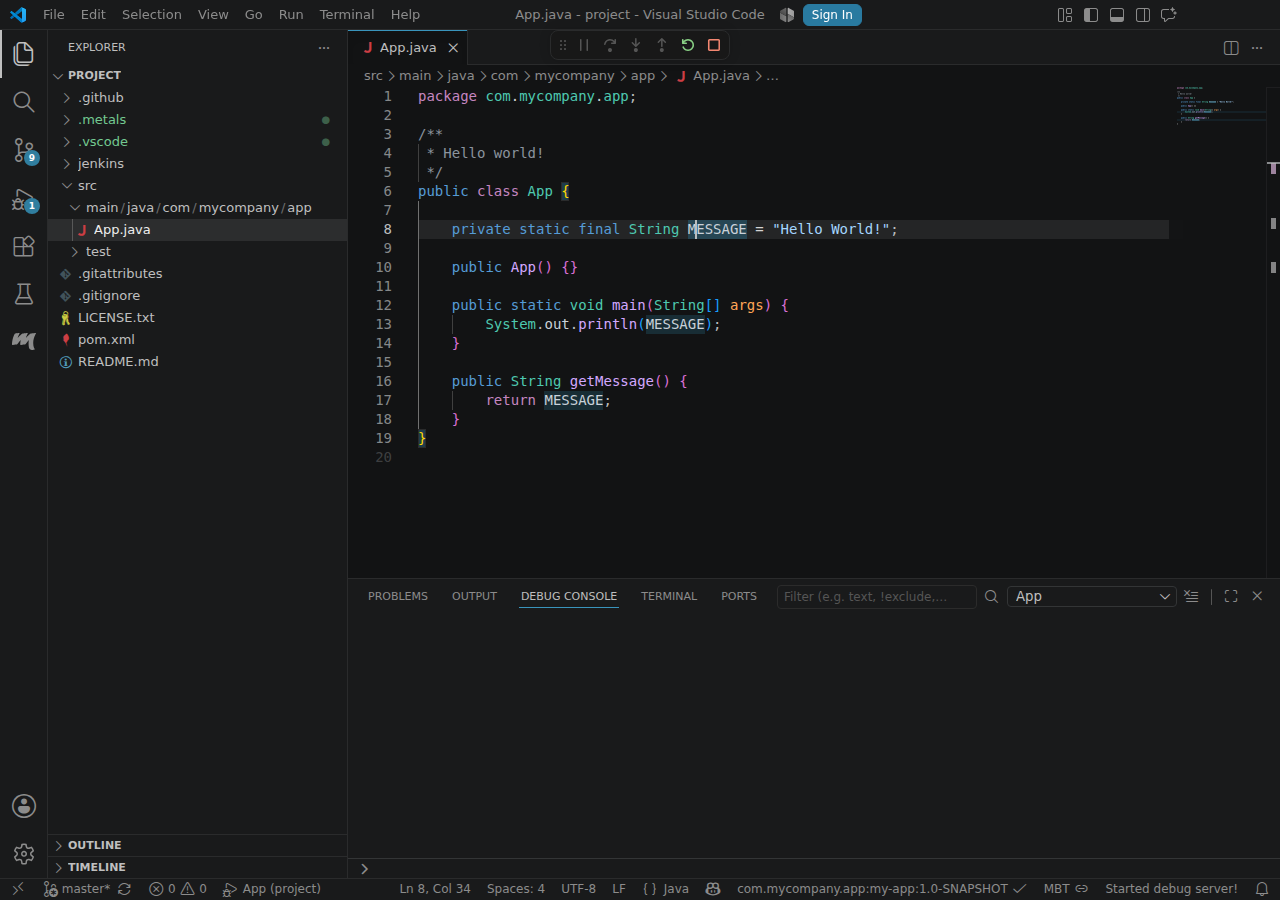 File Edit Selection View Go Run Terminal Help App.java - project - Visual Studio Code Sign In
EXPLORER
PROJECT
.github
.metals
.vscode
jenkins
src
main/java/com/mycompany/app
App.java
test
.gitattributes
.gitignore
LICENSE.txt
pom.xml
README.md
OUTLINE
TIMELINE
9
1
App.java
src > main > java > com > mycompany > app > App.java > ...
1 package com.mycompany.app;
2
3 /**
4 * Hello world!
5 */
6 public class App {
7
8 private static final String MESSAGE = "Hello World!";
9
10 public App() {}
11
12 public static void main(String[] args) {
13 System.out.println(MESSAGE);
14 }
15
16 public String getMessage() {
17 return MESSAGE;
18 }
19 }
20
PROBLEMS OUTPUT DEBUG CONSOLE TERMINAL PORTS Filter (e.g. text, !exclude,... App
master* 0 0 App (project) Ln 8, Col 34 Spaces: 4 UTF-8 LF { } Java com.mycompany.app:my-app:1.0-SNAPSHOT MBT Started debug server!